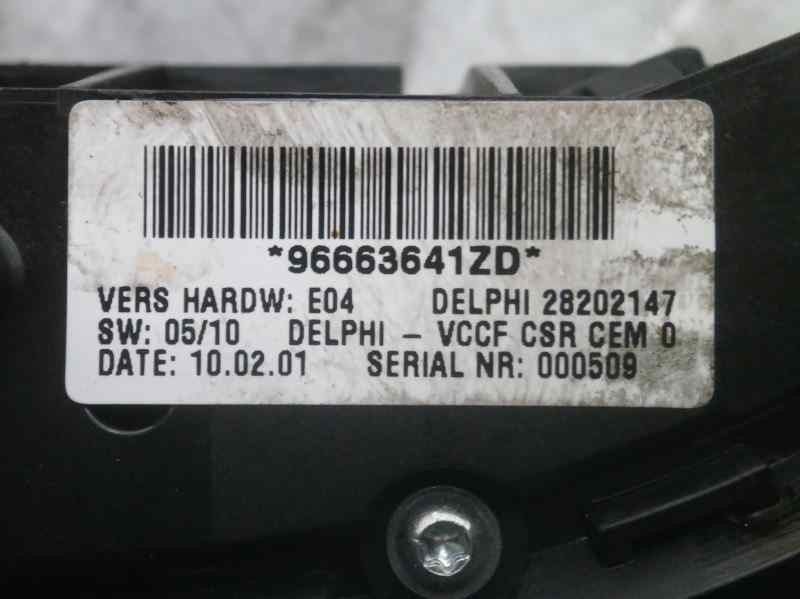 *96663641ZD*
VERS HARDW: E04 DELPHI 28202147
SW: 05/10 DELPHI - VCCF CSR CEM 0
DATE: 10.02.01 SERIAL NR: 000509